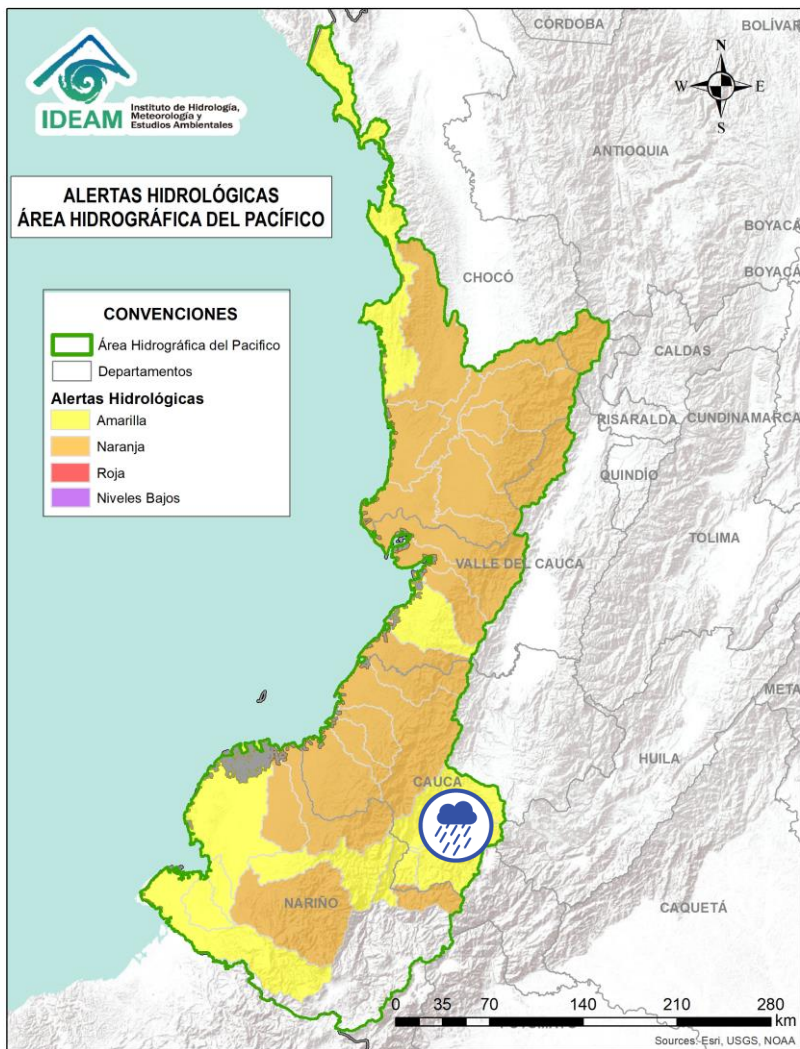 IDEAM
Instituto de Hidrología,
Meteorología y
Estudios Ambientales
ALERTAS HIDROLÓGICAS
ÁREA HIDROGRÁFICA DEL PACÍFICO
CONVENCIONES
Área Hidrográfica del Pacifico
Departamentos
Alertas Hidrológicas
Amarilla
Naranja
Roja
Niveles Bajos
N
W
E
S
CÓRDOBA
BOLÍVAR
ANTIOQUIA
BOYACÁ
CHOCÓ
BOYACÁ
CALDAS
RISARALDA
CUNDINAMARCA
QUINDÍO
TOLIMA
VALLE DEL CAUCA
META
HUILA
CAUCA
NARIÑO
CAQUETÁ
0 35 70 140 210 280
km
Sources: Esri, USGS, NOAA